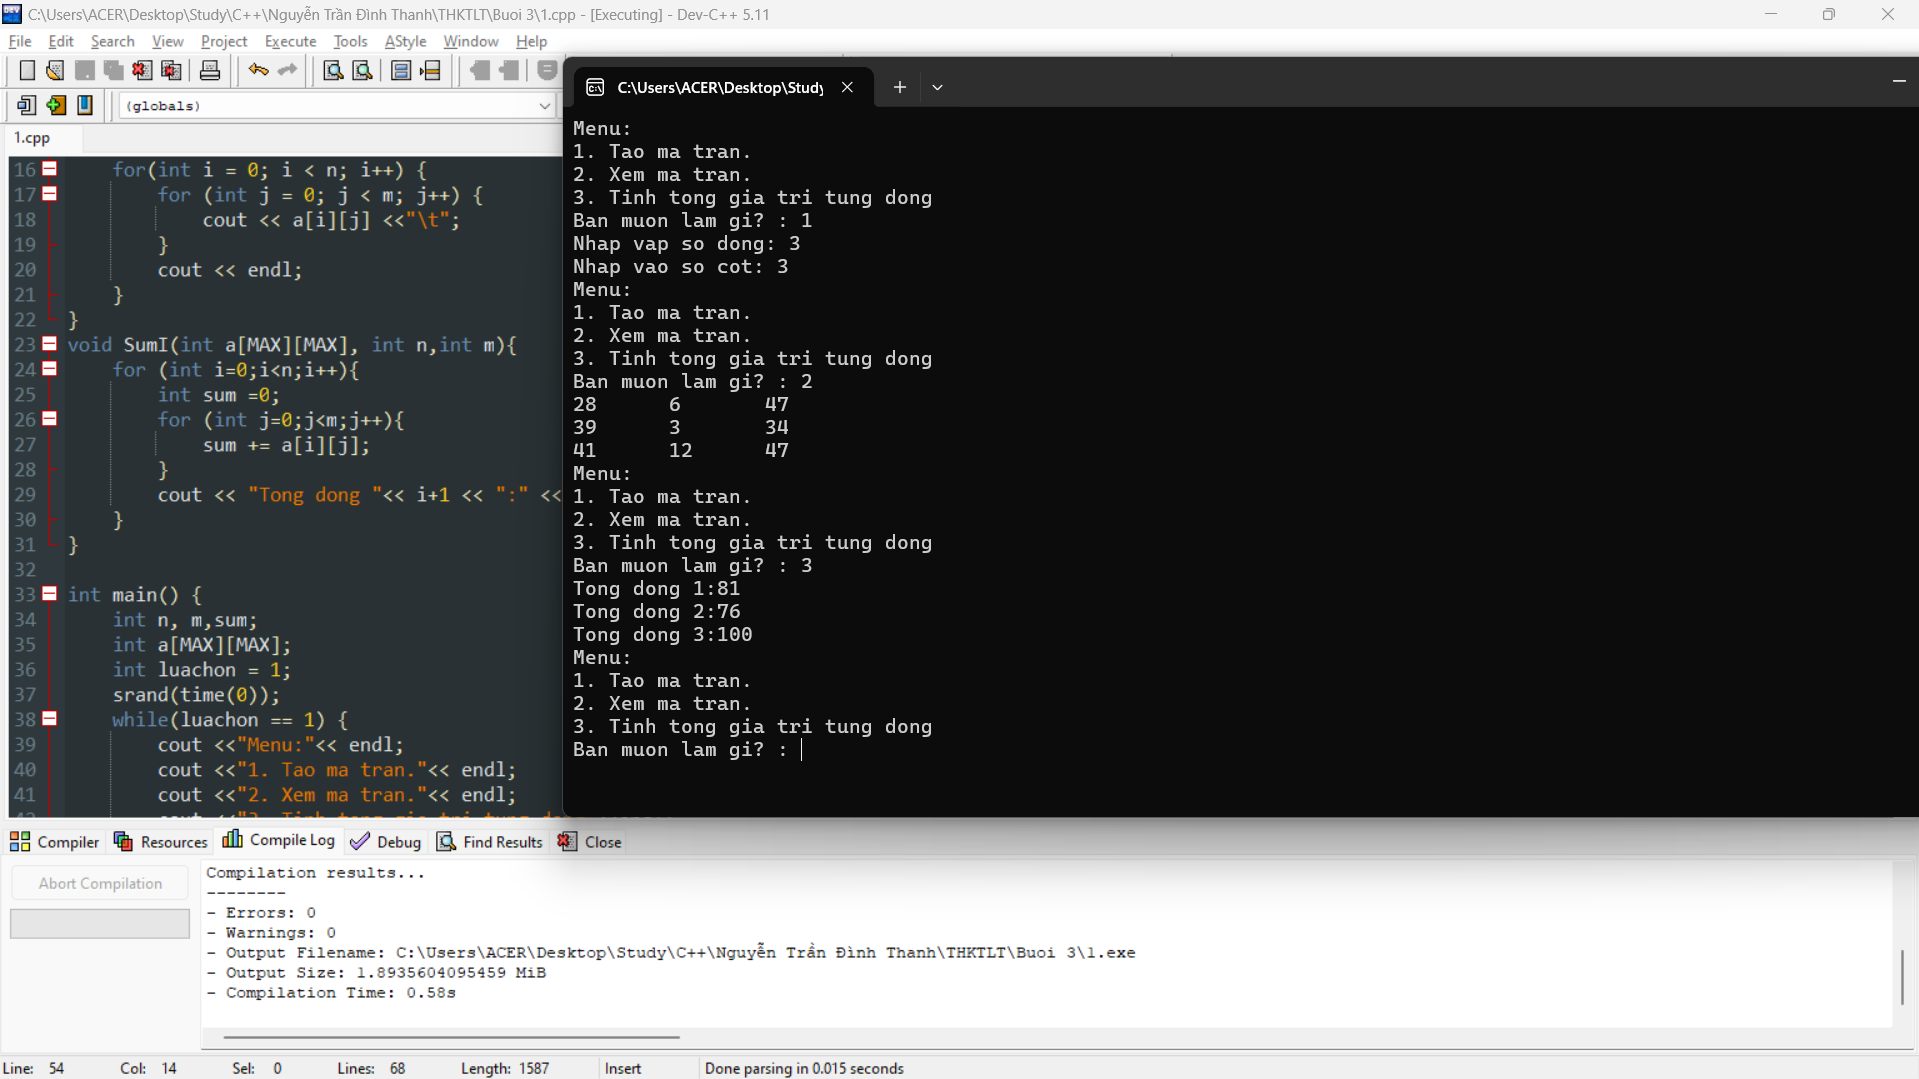 C:\Users\ACER\Desktop\Study\C++\Nguyễn Trần Đình Thanh\THKTLT\Buoi 3\1.cpp - [Executing] - Dev-C++ 5.11
File Edit Search View Project Execute Tools AStyle Window Help
(globals)
1.cpp
16 for(int i = 0; i < n; i++) {
17 for (int j = 0; j < m; j++) {
18 cout << a[i][j] <<"\t";
19 }
20 cout << endl;
21 }
22 }
23 void SumI(int a[MAX][MAX], int n,int m){
24 for (int i=0;i<n;i++){
25 int sum =0;
26 for (int j=0;j<m;j++){
27 sum += a[i][j];
28 }
29 cout << "Tong dong "<< i+1 << ":" <<
30 }
31 }
32
33 int main() {
34 int n, m,sum;
35 int a[MAX][MAX];
36 int luachon = 1;
37 srand(time(0));
38 while(luachon == 1) {
39 cout <<"Menu:"<< endl;
40 cout <<"1. Tao ma tran."<< endl;
41 cout <<"2. Xem ma tran."<< endl;
C:\Users\ACER\Desktop\Study
Menu:
1. Tao ma tran.
2. Xem ma tran.
3. Tinh tong gia tri tung dong
Ban muon lam gi? : 1
Nhap vap so dong: 3
Nhap vao so cot: 3
Menu:
1. Tao ma tran.
2. Xem ma tran.
3. Tinh tong gia tri tung dong
Ban muon lam gi? : 2
28 6 47
39 3 34
41 12 47
Menu:
1. Tao ma tran.
2. Xem ma tran.
3. Tinh tong gia tri tung dong
Ban muon lam gi? : 3
Tong dong 1:81
Tong dong 2:76
Tong dong 3:100
Menu:
1. Tao ma tran.
2. Xem ma tran.
3. Tinh tong gia tri tung dong
Ban muon lam gi? :
Compiler Resources Compile Log Debug Find Results Close
Abort Compilation
Compilation results...
--------
- Errors: 0
- Warnings: 0
- Output Filename: C:\Users\ACER\Desktop\Study\C++\Nguyễn Trần Đình Thanh\THKTLT\Buoi 3\1.exe
- Output Size: 1.8935604095459 MiB
- Compilation Time: 0.58s
Line: 54 Col: 14 Sel: 0 Lines: 68 Length: 1587 Insert Done parsing in 0.015 seconds